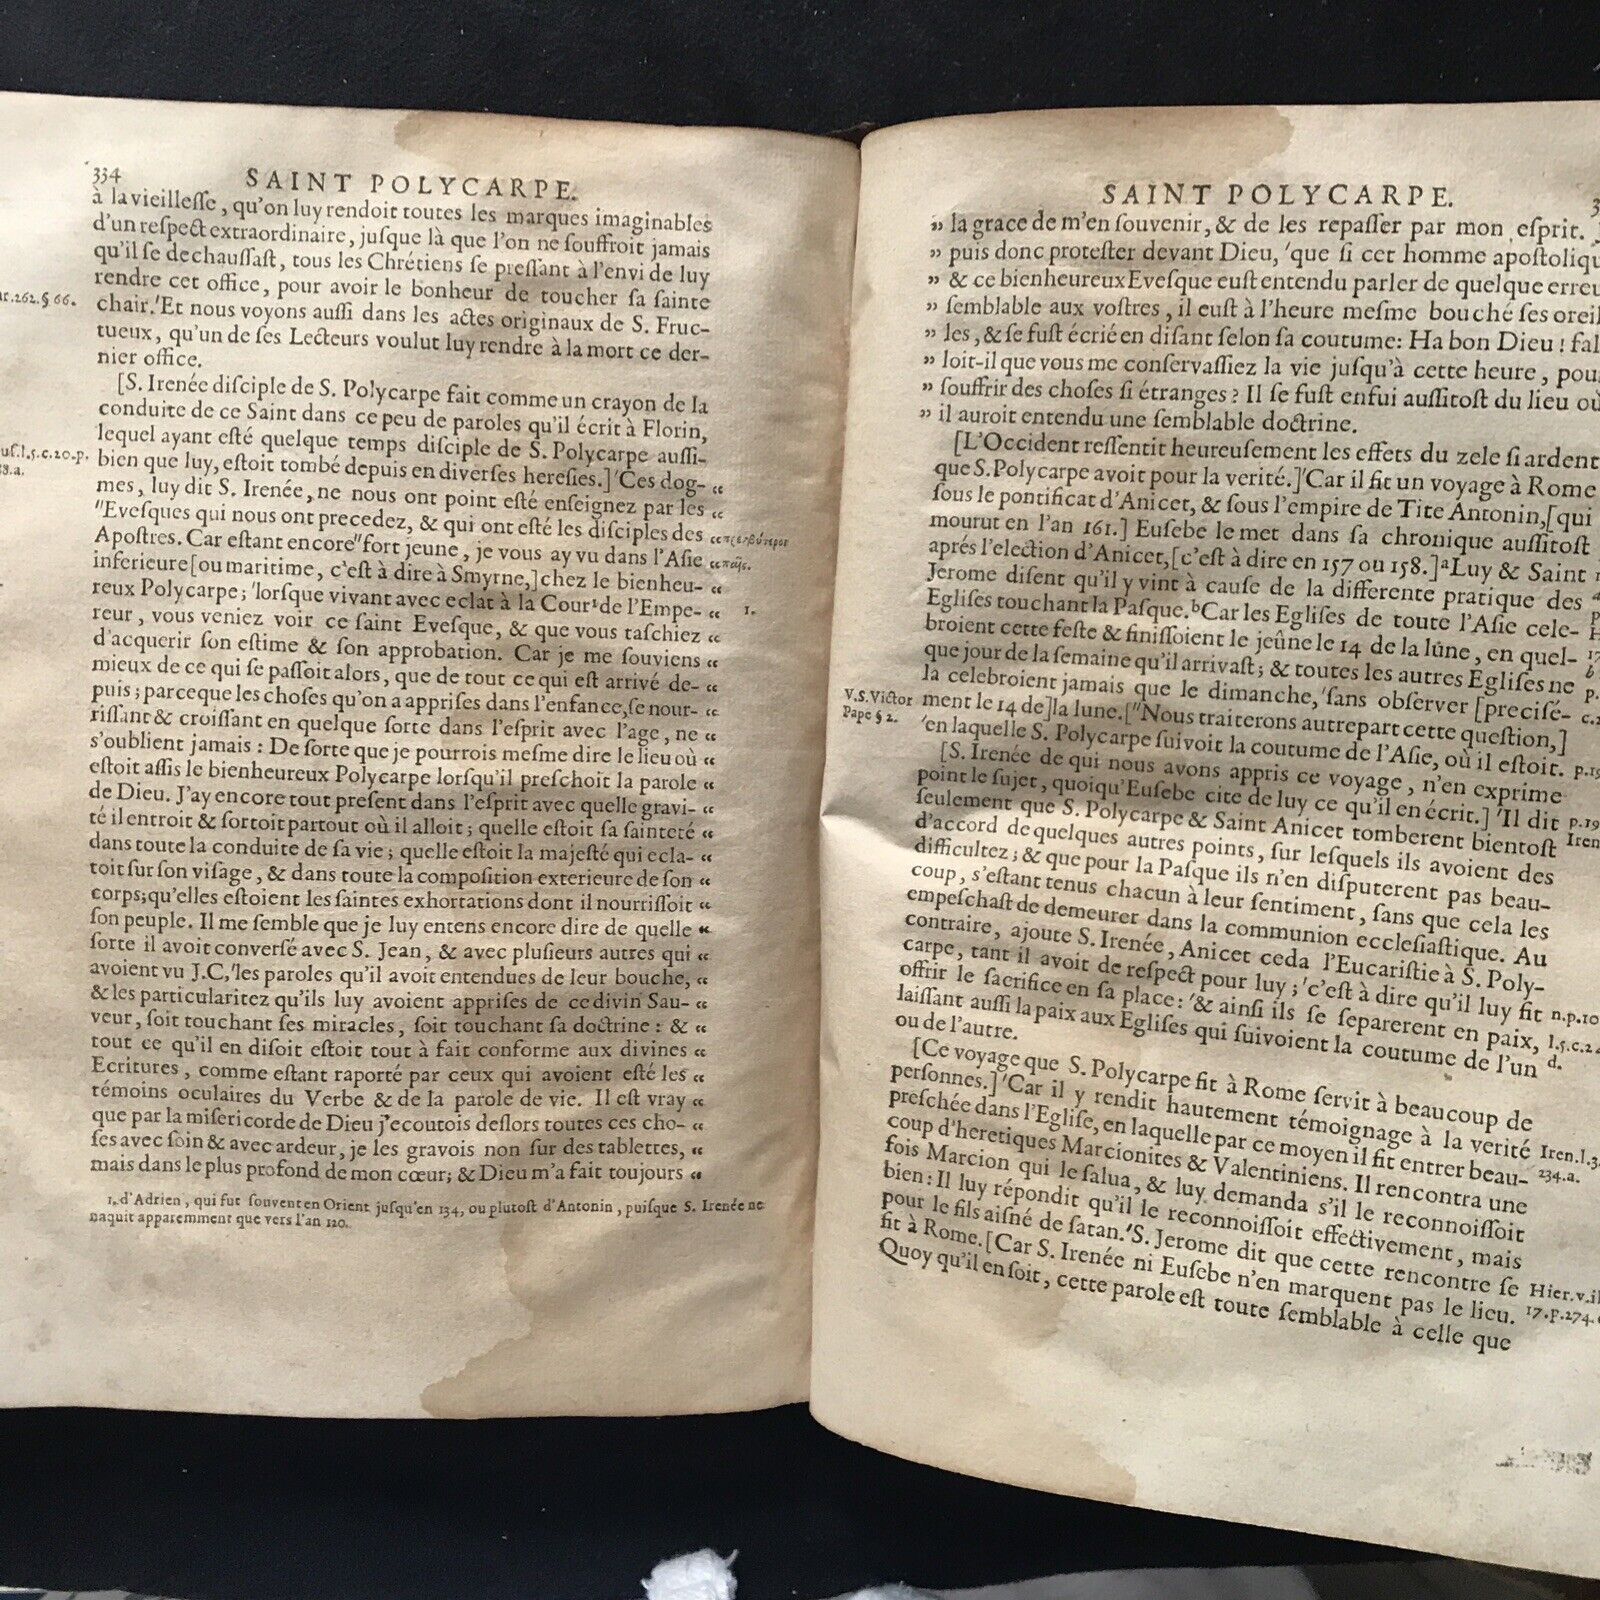 334
SAINT POLYCARPE.
à la vieilleſſe, qu'on luy rendoit toutes les marques imaginables
d'un reſpect extraordinaire, juſque là que l'on ne ſouffroit jamais
qu'il ſe dechauſſaſt, tous les Chrétiens ſe preſſant à l'envi de luy
rendre cet office, pour avoir le bonheur de toucher ſa ſainte
262.§ 66.
chair.'Et nous voyons auſſi dans les actes originaux de S. Fruc-
tueux, qu'un de ſes Lecteurs voulut luy rendre à la mort ce der-
nier office.
[S. Irenée diſciple de S. Polycarpe fait comme un crayon de la
conduite de ce Saint dans ce peu de paroles qu'il écrit à Florin,
lequel ayant eſté quelque temps diſciple de S. Polycarpe auſſi-
l.5.c.20.p.
bien que luy, eſtoit tombé depuis en diverſes hereſies.]'Ces dog- “
mes, luy dit S. Irenée, ne nous ont point eſté enſeignez par les “
"Eveſques qui nous ont precedez, & qui ont eſté les diſciples des “ πρεσβύτεροι
Apoſtres. Car eſtant encore"fort jeune, je vous ay vu dans l'Aſie “ παῖς.
inferieure [ou maritime, c'eſt à dire à Smyrne,] chez le bienheu- “
reux Polycarpe; 'lorſque vivant avec eclat à la Cour¹de l'Empe- “ 1.
reur, vous veniez voir ce ſaint Eveſque, & que vous taſchiez “
d'acquerir ſon eſtime & ſon approbation. Car je me ſouviens “
mieux de ce qui ſe paſſoit alors, que de tout ce qui eſt arrivé de- “
puis; parceque les choſes qu'on a appriſes dans l'enfance, ſe nour- “
riſſant & croiſſant en quelque ſorte dans l'eſprit avec l'age, ne “
s'oublient jamais : De ſorte que je pourrois meſme dire le lieu où “
eſtoit aſſis le bienheureux Polycarpe lorſqu'il preſchoit la parole “
de Dieu. J'ay encore tout preſent dans l'eſprit avec quelle gravi- “
té il entroit & ſortoit partout où il alloit; quelle eſtoit ſa ſainteté “
dans toute la conduite de ſa vie; quelle eſtoit la majeſté qui ecla- “
toit ſur ſon viſage, & dans toute la compoſition exterieure de ſon “
corps; qu'elles eſtoient les ſaintes exhortations dont il nourriſſoit “
ſon peuple. Il me ſemble que je luy entens encore dire de quelle “
ſorte il avoit converſé avec S. Jean, & avec pluſieurs autres qui “
avoient vu J.C,'les paroles qu'il avoit entendues de leur bouche, “
& les particularitez qu'ils luy avoient appriſes de ce divin Sau- “
veur, ſoit touchant ſes miracles, ſoit touchant ſa doctrine : & “
tout ce qu'il en diſoit eſtoit tout à fait conforme aux divines “
Ecritures, comme eſtant raporté par ceux qui avoient eſté les “
témoins oculaires du Verbe & de la parole de vie. Il eſt vray “
que par la miſericorde de Dieu j'ecoutois deſlors toutes ces cho- “
ſes avec ſoin & avec ardeur, je les gravois non ſur des tablettes, “
mais dans le plus profond de mon cœur; & Dieu m'a fait toujours “
1. d'Adrien, qui fut ſouvent en Orient juſqu'en 134, ou plutoſt d'Antonin, puiſque S. Irenée ne
naquit apparemment que vers l'an 120.
SAINT POLYCARPE.
” la grace de m'en ſouvenir, & de les repaſſer par mon eſprit.
” puis donc proteſter devant Dieu, 'que ſi cet homme apoſtoliqu
” & ce bienheureux Eveſque euſt entendu parler de quelque erreu
” ſemblable aux voſtres, il euſt à l'heure meſme bouché ſes oreil
” les, & ſe fuſt écrié en diſant ſelon ſa coutume: Ha bon Dieu ! fal
” loit-il que vous me conſervaſſiez la vie juſqu'à cette heure, pou
” ſouffrir des choſes ſi étranges ? Il ſe fuſt enfui auſſitoſt du lieu où
” il auroit entendu une ſemblable doctrine.
[L'Occident reſſentit heureuſement les effets du zele ſi ardent
que S. Polycarpe avoit pour la verité.]'Car il fit un voyage à Rome
ſous le pontificat d'Anicet, & ſous l'empire de Tite Antonin, [qui
mourut en l'an 161.] Euſebe le met dans ſa chronique auſſitoſt
aprés l'election d'Anicet, [c'eſt à dire en 157 ou 158.]ᵃLuy & Saint
Jerome diſent qu'il y vint à cauſe de la differente pratique des
Egliſes touchant la Paſque.ᵇCar les Egliſes de toute l'Aſie cele-
broient cette feſte & finiſſoient le jeûne le 14 de la lune, en quel-
que jour de la ſemaine qu'il arrivaſt; & toutes les autres Egliſes ne
la celebroient jamais que le dimanche, 'ſans obſerver [preciſé-
V.S.Victor
Pape § 2.
ment le 14 de] la lune. ["Nous traiterons autrepart cette queſtion,]
'en laquelle S. Polycarpe ſuivoit la coutume de l'Aſie, où il eſtoit.
[S. Irenée de qui nous avons appris ce voyage, n'en exprime
point le ſujet, quoiqu'Euſebe cite de luy ce qu'il en écrit.] 'Il dit
ſeulement que S. Polycarpe & Saint Anicet tomberent bientoſt
d'accord de quelques autres points, ſur leſquels ils avoient des
difficultez; & que pour la Paſque ils n'en diſputerent pas beau-
coup, s'eſtant tenus chacun à leur ſentiment, ſans que cela les
empeſchaſt de demeurer dans la communion eccleſiaſtique. Au
contraire, ajoute S. Irenée, Anicet ceda l'Euchariſtie à S. Poly-
carpe, tant il avoit de reſpect pour luy; 'c'eſt à dire qu'il luy fit n.p.10
offrir le ſacrifice en ſa place: '& ainſi ils ſe ſeparerent en paix, l.5.c.24
laiſſant auſſi la paix aux Egliſes qui ſuivoient la coutume de l'un d.
ou de l'autre.
[Ce voyage que S. Polycarpe fit à Rome ſervit à beaucoup de
perſonnes.]'Car il y rendit hautement témoignage à la verité Iren.l.3
preſchée dans l'Egliſe, en laquelle par ce moyen il fit entrer beau- 234.a.
coup d'heretiques Marcionites & Valentiniens. Il rencontra une
fois Marcion qui le ſalua, & luy demanda s'il le reconnoiſſoit
bien : Il luy répondit qu'il le reconnoiſſoit effectivement, mais
pour le fils aiſné de ſatan.'S. Jerome dit que cette rencontre ſe Hier.v.il
fit à Rome. [Car S. Irenée ni Euſebe n'en marquent pas le lieu. 17.p.274.
Quoy qu'il en ſoit, cette parole eſt toute ſemblable à celle que